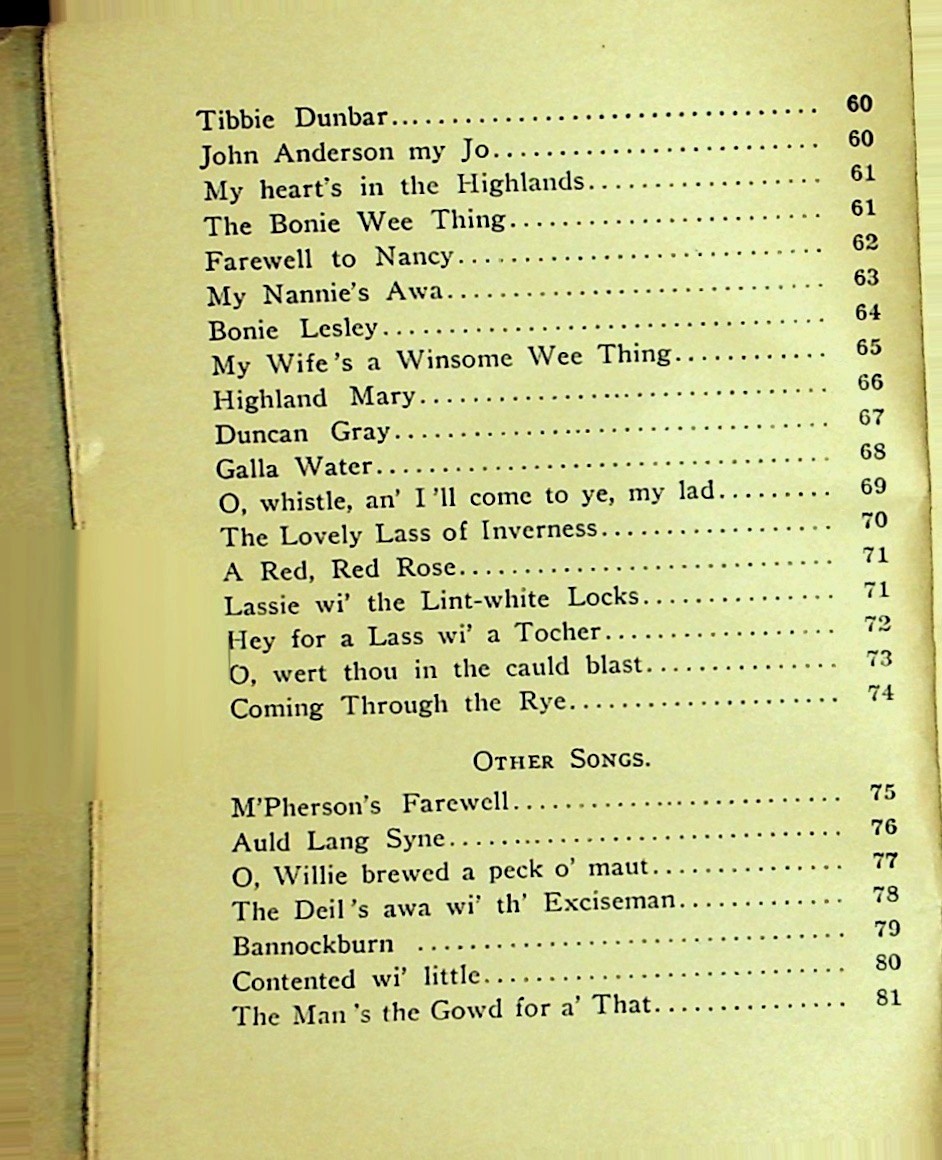 Tibbie Dunbar.................................... 60
John Anderson my Jo............................ 60
My heart's in the Highlands.................... 61
The Bonie Wee Thing........................... 61
Farewell to Nancy............................... 62
My Nannie's Awa................................ 63
Bonie Lesley..................................... 64
My Wife's a Winsome Wee Thing............. 65
Highland Mary................................... 66
Duncan Gray..................................... 67
Galla Water...................................... 68
O, whistle, an' I'll come to ye, my lad......... 69
The Lovely Lass of Inverness................... 70
A Red, Red Rose................................ 71
Lassie wi' the Lint-white Locks................ 71
Hey for a Lass wi' a Tocher.................... 72
O, wert thou in the cauld blast................ 73
Coming Through the Rye....................... 74
OTHER SONGS.
M'Pherson's Farewell............................ 75
Auld Lang Syne.................................. 76
O, Willie brewed a peck o' maut................ 77
The Deil's awa wi' th' Exciseman.............. 78
Bannockburn .................................... 79
Contented wi' little............................... 80
The Man's the Gowd for a' That................ 81